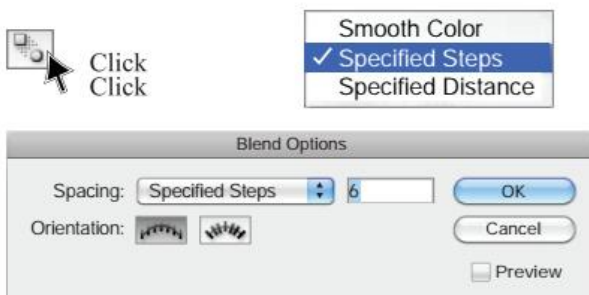 Click
Click
Smooth Color
✓ Specified Steps
Specified Distance
Blend Options
Spacing: Specified Steps 6 OK
Orientation: Cancel
Preview